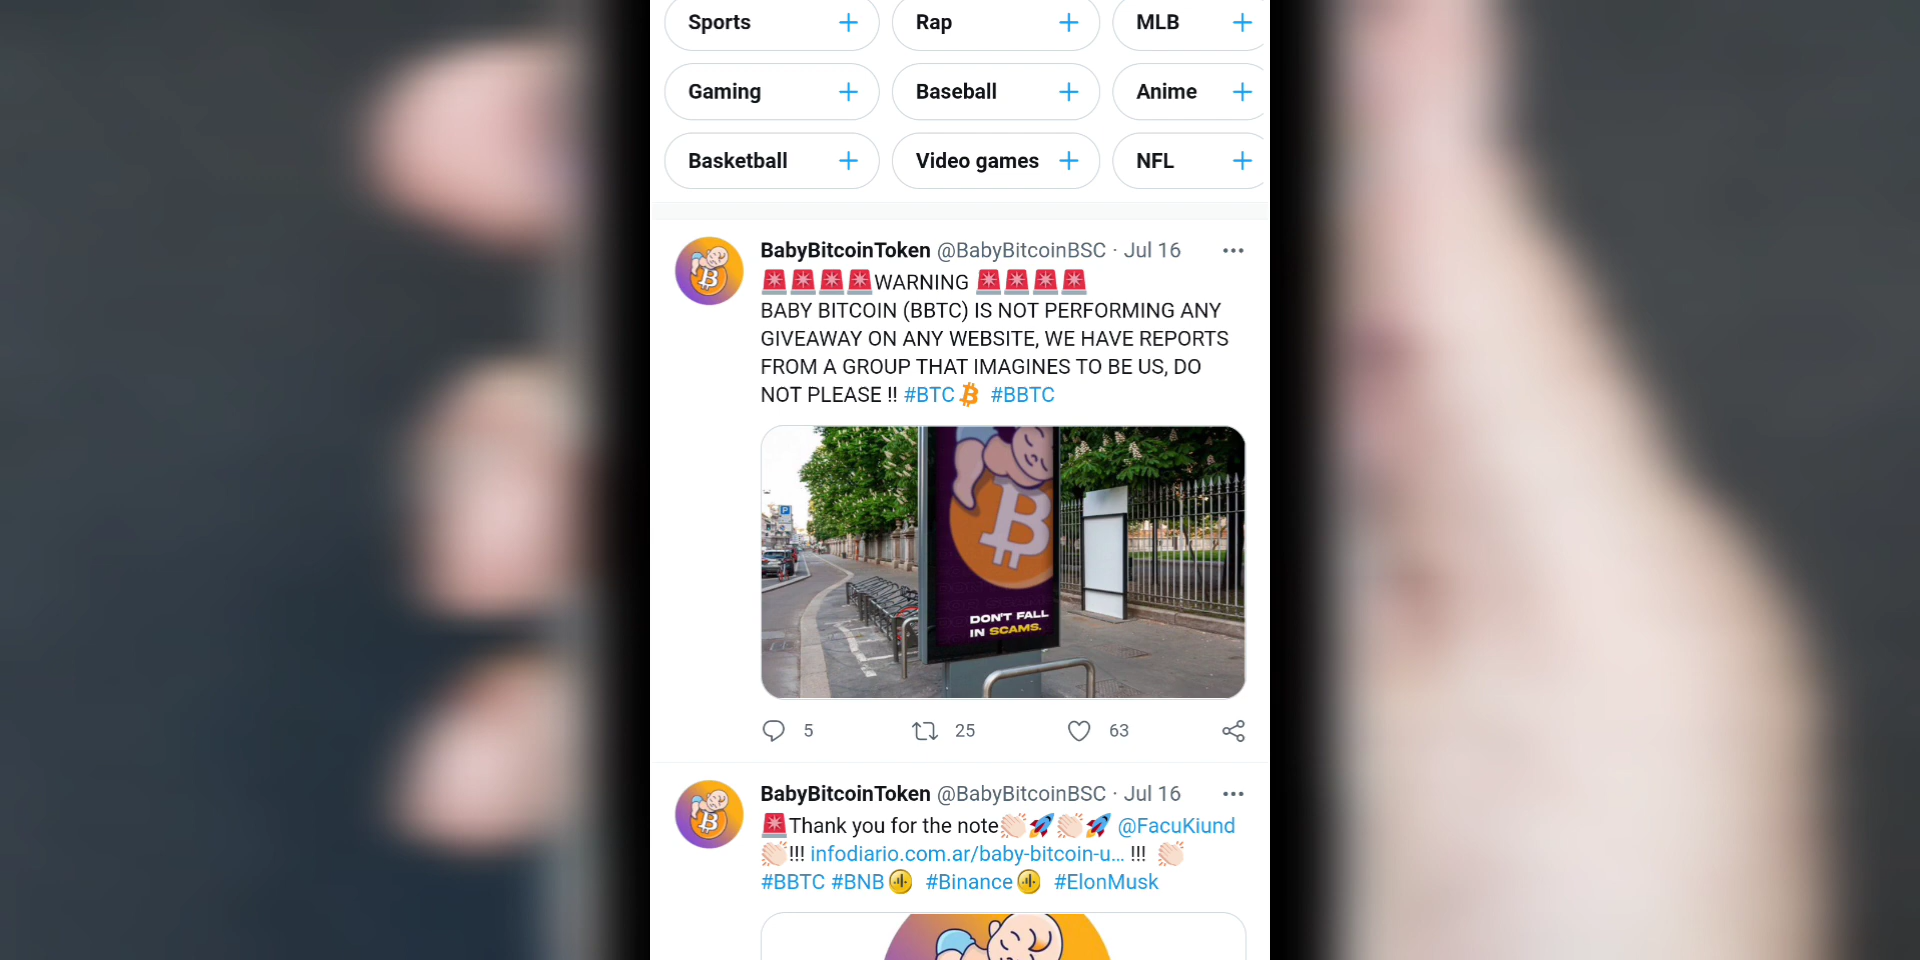 Sports + Rap + MLB +
Gaming + Baseball + Anime +
Basketball + Video games + NFL +
BabyBitcoinToken @BabyBitcoinBSC · Jul 16 ···
🚨🚨🚨🚨WARNING 🚨🚨🚨🚨
BABY BITCOIN (BBTC) IS NOT PERFORMING ANY
GIVEAWAY ON ANY WEBSITE, WE HAVE REPORTS
FROM A GROUP THAT IMAGINES TO BE US, DO
NOT PLEASE !! #BTC #BBTC
P
DON'T FALL
IN SCAMS.
5 25 63
BabyBitcoinToken @BabyBitcoinBSC · Jul 16 ···
🚨Thank you for the note👏🏻🚀👏🏻🚀 @FacuKiund
👏🏻!!! infodiario.com.ar/baby-bitcoin-u... !!! 👏🏻
#BBTC #BNB #Binance #ElonMusk